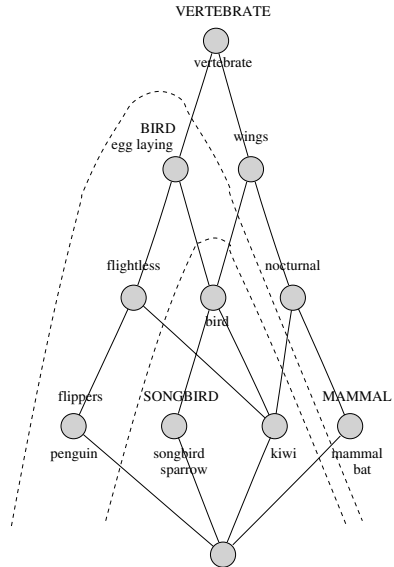 VERTEBRATE
vertebrate
BIRD
egg laying
wings
flightless
nocturnal
bird
flippers
SONGBIRD
MAMMAL
penguin
songbird
sparrow
kiwi
mammal
bat